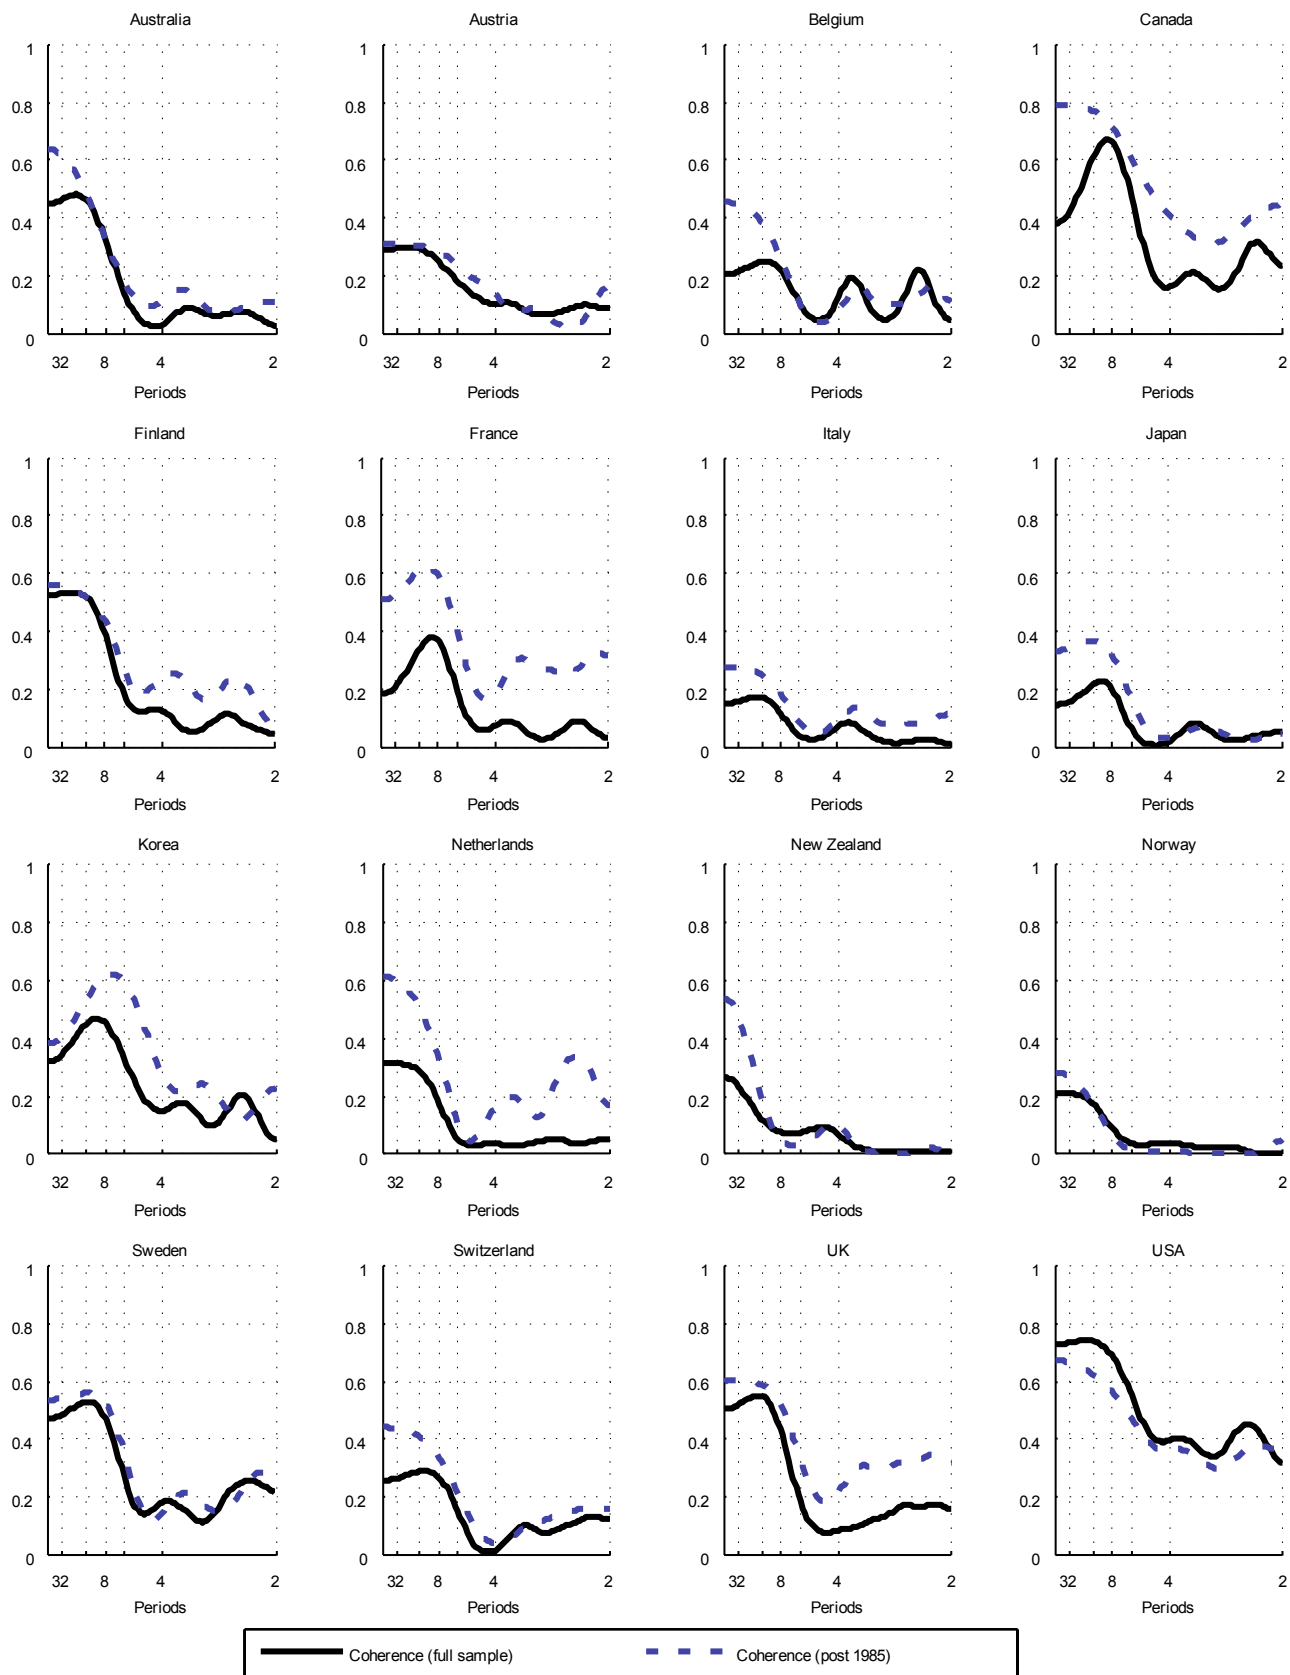 Australia Austria Belgium Canada
1 1 1 1
0.8 0.8 0.8 0.8
0.6 0.6 0.6 0.6
0.4 0.4 0.4 0.4
0.2 0.2 0.2 0.2
0 0 0 0
32 8 4 2 32 8 4 2 32 8 4 2 32 8 4 2
Periods Periods Periods Periods
Finland France Italy Japan
1 1 1 1
0.8 0.8 0.8 0.8
0.6 0.6 0.6 0.6
0.4 0.4 0.4 0.4
0.2 0.2 0.2 0.2
0 0 0 0
32 8 4 2 32 8 4 2 32 8 4 2 32 8 4 2
Periods Periods Periods Periods
Korea Netherlands New Zealand Norway
1 1 1 1
0.8 0.8 0.8 0.8
0.6 0.6 0.6 0.6
0.4 0.4 0.4 0.4
0.2 0.2 0.2 0.2
0 0 0 0
32 8 4 2 32 8 4 2 32 8 4 2 32 8 4 2
Periods Periods Periods Periods
Sweden Switzerland UK USA
1 1 1 1
0.8 0.8 0.8 0.8
0.6 0.6 0.6 0.6
0.4 0.4 0.4 0.4
0.2 0.2 0.2 0.2
0 0 0 0
32 8 4 2 32 8 4 2 32 8 4 2 32 8 4 2
Periods Periods Periods Periods
Coherence (full sample) Coherence (post 1985)